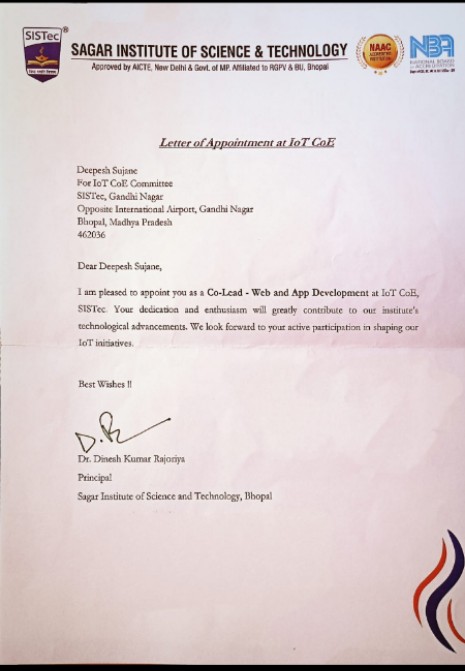 SISTec
®
SAGAR INSTITUTE OF SCIENCE & TECHNOLOGY
Approved by AICTE, New Delhi & Govt. of MP. Affiliated to RGPV & BU, Bhopal
NAAC
ACCREDITED
INSTITUTION
NBA
NATIONAL BOARD
of ACCREDITATION
Letter of Appointment at IoT CoE
Deepesh Sujane
For IoT CoE Committee
SISTec, Gandhi Nagar
Opposite International Airport, Gandhi Nagar
Bhopal, Madhya Pradesh
462036
Dear Deepesh Sujane,
I am pleased to appoint you as a Co-Lead - Web and App Development at IoT CoE,
SISTec. Your dedication and enthusiasm will greatly contribute to our institute's
technological advancements. We look forward to your active participation in shaping our
IoT initiatives.
Best Wishes !!
Dr. Dinesh Kumar Rajoriya
Principal
Sagar Institute of Science and Technology, Bhopal